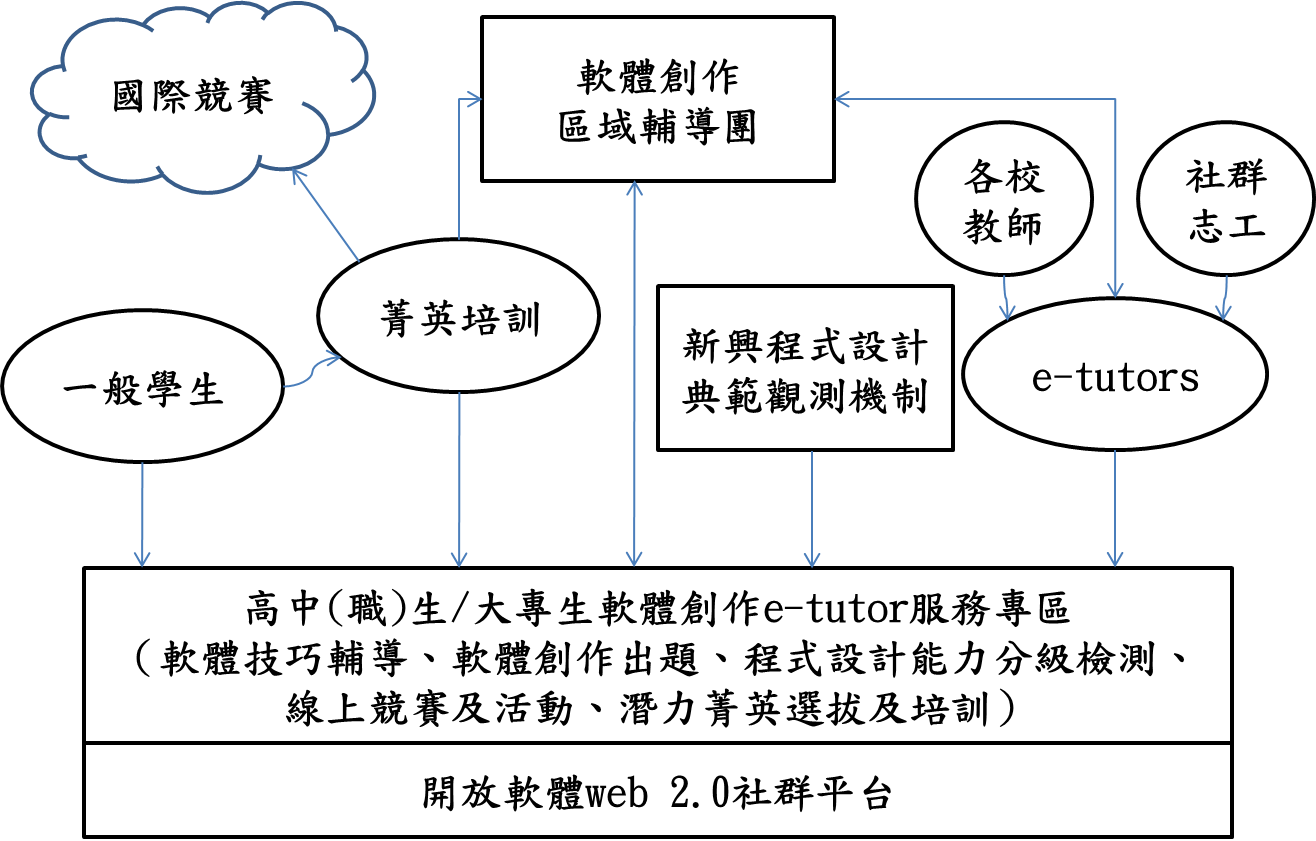 國際競賽
軟體創作
區域輔導團
各校
教師
社群
志工
菁英培訓
一般學生
新興程式設計
典範觀測機制
e-tutors
高中(職)生/大專生軟體創作e-tutor服務專區
（軟體技巧輔導、軟體創作出題、程式設計能力分級檢測、
線上競賽及活動、潛力菁英選拔及培訓）
開放軟體web 2.0社群平台